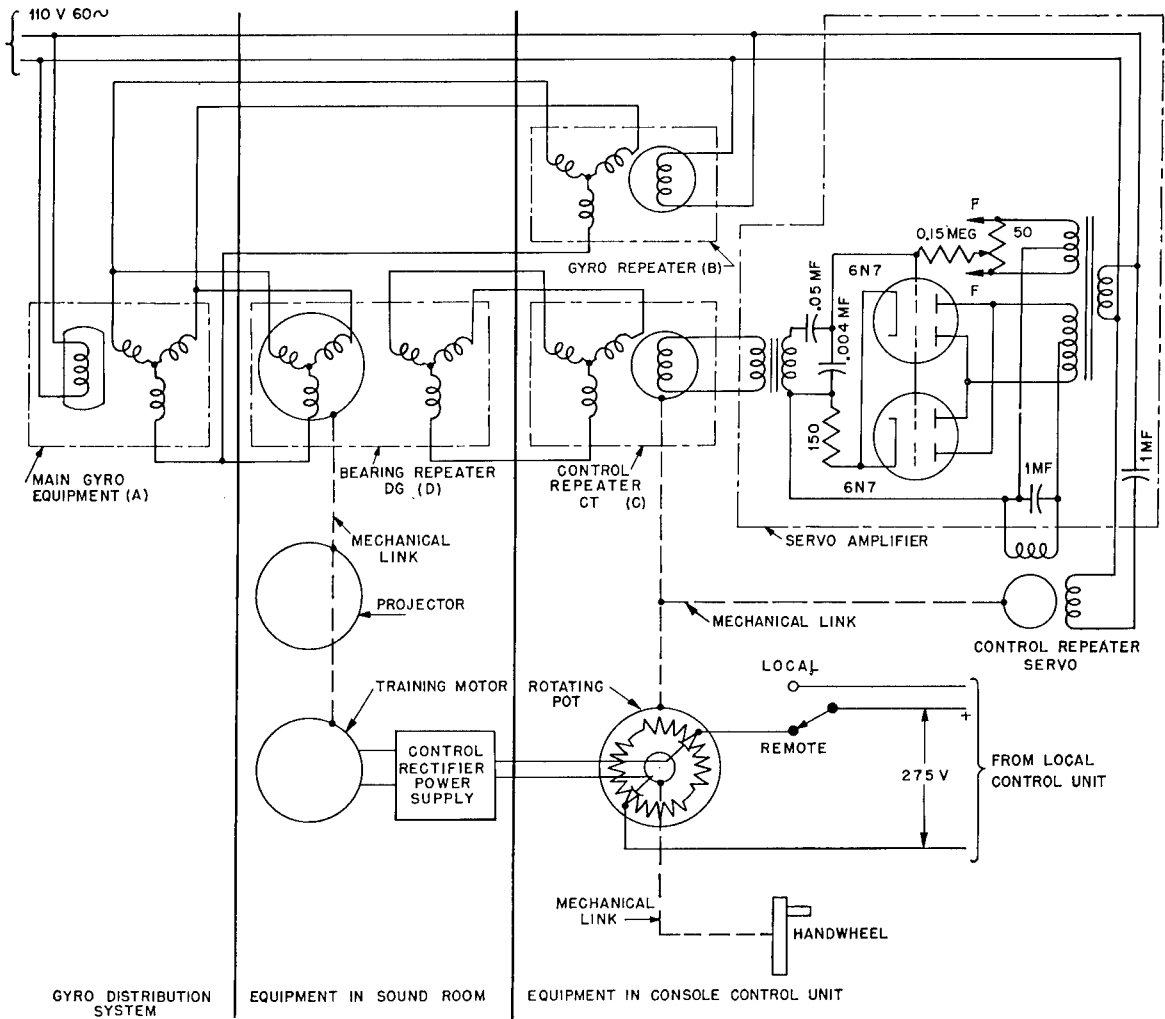 110 V 60~
F
0.15 MEG
50
6N7
GYRO REPEATER (B)
.05 MF
F
.004 MF
150
1MF
MAIN GYRO
EQUIPMENT (A)
BEARING REPEATER
DG (D)
CONTROL
REPEATER
CT (C)
6N7
1MF
SERVO AMPLIFIER
MECHANICAL
LINK
PROJECTOR
MECHANICAL LINK
CONTROL REPEATER
SERVO
TRAINING MOTOR
ROTATING
POT
LOCAL
REMOTE
+
CONTROL
RECTIFIER
POWER
SUPPLY
275 V
FROM LOCAL
CONTROL UNIT
MECHANICAL
LINK
HANDWHEEL
GYRO DISTRIBUTION
SYSTEM
EQUIPMENT IN SOUND ROOM
EQUIPMENT IN CONSOLE CONTROL UNIT